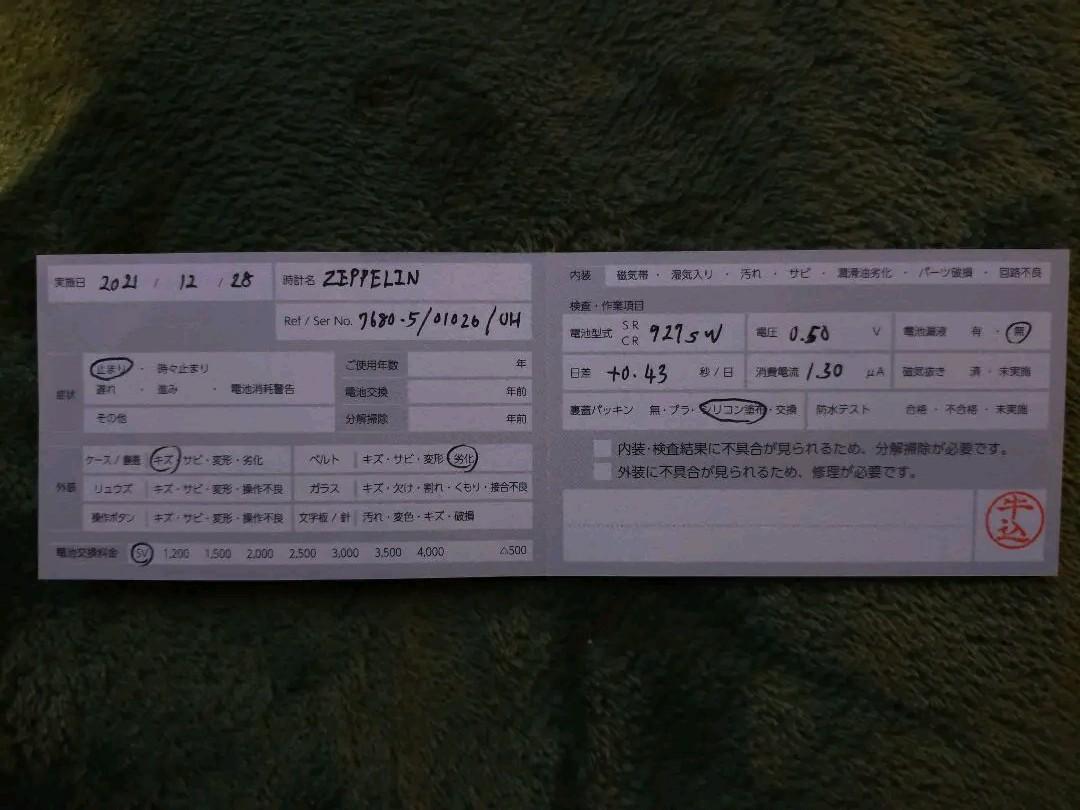 実施日 2021 / 12 / 28
時計名 ZEPPELIN
Ref / Ser No. 7680-5/01026/UH
症状
止まり ・ 時々止まり
遅れ ・ 進み ・ 電池消耗警告
その他
ご使用年数 年
電池交換 年前
分解掃除 年前
外装
ケース / 裏蓋 キズ・サビ・変形・劣化
ベルト キズ・サビ・変形・劣化
リュウズ キズ・サビ・変形・操作不良
ガラス キズ・欠け・割れ・くもり・接合不良
操作ボタン キズ・サビ・変形・操作不良
文字板 / 針 汚れ・変色・キズ・破損
電池交換料金 SV 1,200 1,500 2,000 2,500 3,000 3,500 4,000 △500
内装 磁気帯 ・ 湿気入り ・ 汚れ ・ サビ ・ 潤滑油劣化 ・ パーツ破損 ・ 回路不良
検査・作業項目
電池型式 SR CR 927SW
電圧 0.50 V
電池漏液 有 ・ 無
日差 +0.43 秒 / 日
消費電流 1.30 μA
磁気抜き 済 ・ 未実施
裏蓋パッキン 無・プラ・シリコン塗布・交換
防水テスト 合格 ・ 不合格 ・ 未実施
内装・検査結果に不具合が見られるため、分解掃除が必要です。
外装に不具合が見られるため、修理が必要です。
牛込